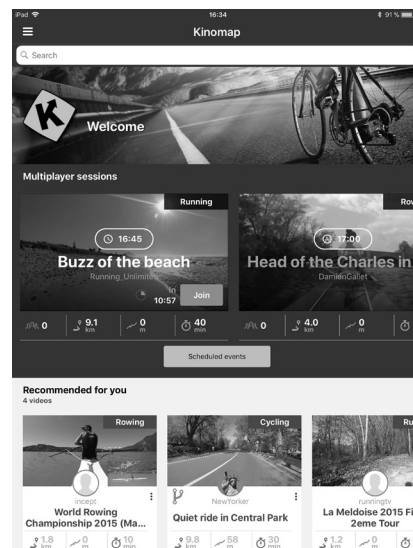 iPad
16:34
91 %
Kinomap
Search
K
Welcome
Multiplayer sessions
Running
16:45
Buzz of the beach
Running_Unlimite
In
10:57
Join
0
9.1
km
0
m
40
min
17:00
Head of the Charles in
DamienGallet
0
4.0
km
0
m
Scheduled events
Recommended for you
4 videos
Rowing
incept
World Rowing
Championship 2015 (Ma...
1.8
km
0
m
10
min
Cycling
NewYorker
Quiet ride in Central Park
9.8
km
58
m
30
min
runningtv
La Meldoise 2015 Fi
2eme Tour
1.2
km
0
m